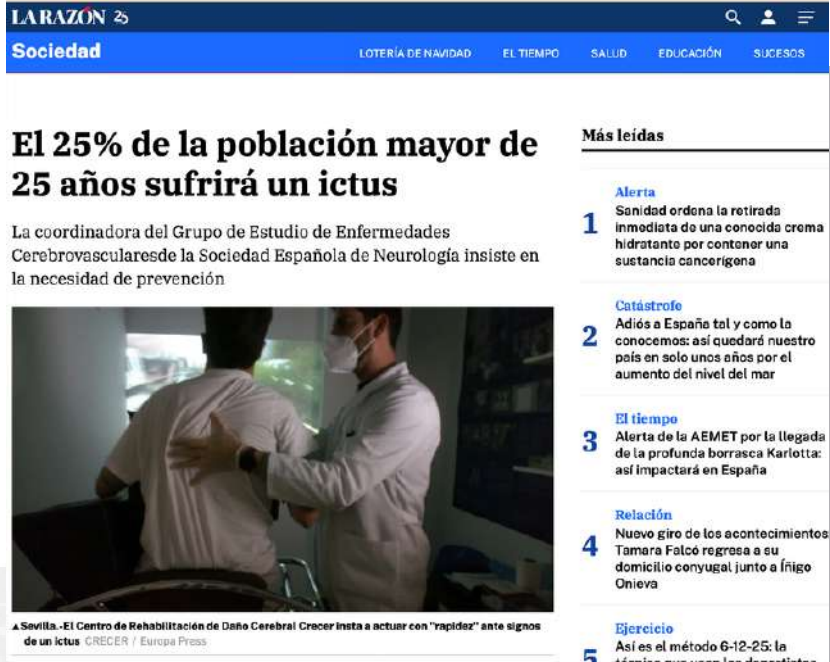 LA RAZÓN 25
Sociedad
LOTERÍA DE NAVIDAD EL TIEMPO SALUD EDUCACIÓN SUCESOS
El 25% de la población mayor de
25 años sufrirá un ictus
La coordinadora del Grupo de Estudio de Enfermedades
Cerebrovascularesde la Sociedad Española de Neurología insiste en
la necesidad de prevención
▲ Sevilla.-El Centro de Rehabilitación de Daño Cerebral Crecer insta a actuar con "rapidez" ante signos
de un ictus CRECER / Europa Press
Más leídas
1
Alerta
Sanidad ordena la retirada
inmediata de una conocida crema
hidratante por contener una
sustancia cancerígena
2
Catástrofe
Adiós a España tal y como la
conocemos: así quedará nuestro
país en solo unos años por el
aumento del nivel del mar
3
El tiempo
Alerta de la AEMET por la llegada
de la profunda borrasca Karlotta:
así impactará en España
4
Relación
Nuevo giro de los acontecimientos
Tamara Falcó regresa a su
domicilio conyugal junto a Íñigo
Onieva
5
Ejercicio
Así es el método 6-12-25: la
técnica que usan los deportistas